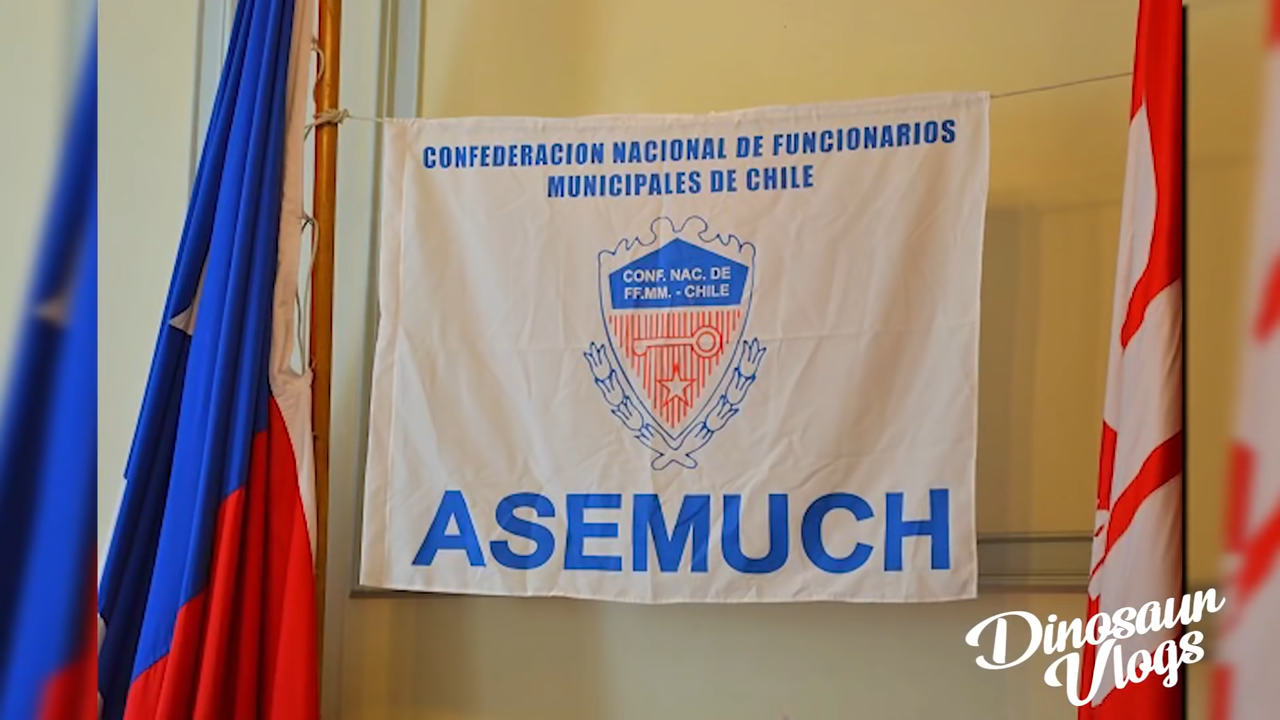 CONFEDERACION NACIONAL DE FUNCIONARIOS
MUNICIPALES DE CHILE
CONF. NAC. DE
FF.MM. - CHILE
ASEMUCH
Dinosaur
Vlogs